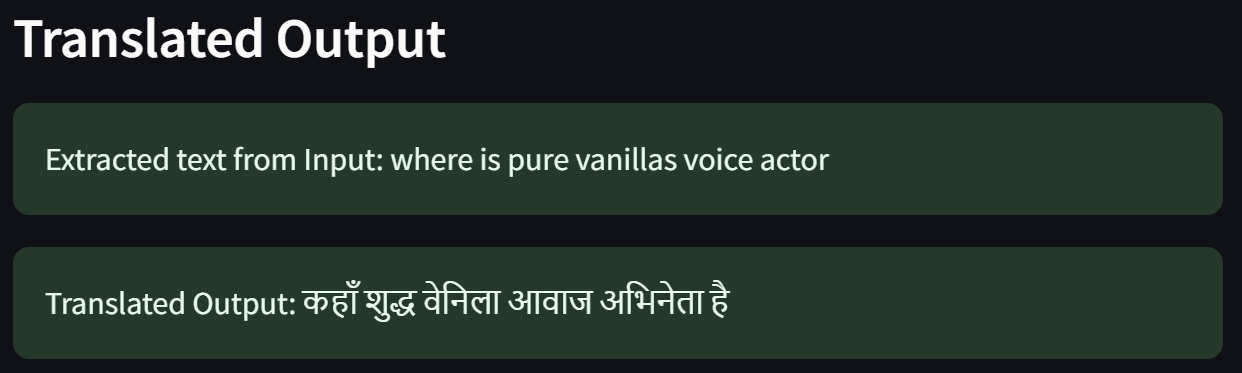 Translated Output
Extracted text from Input: where is pure vanillas voice actor
Translated Output: कहाँ शुद्ध वेनिला आवाज अभिनेता है